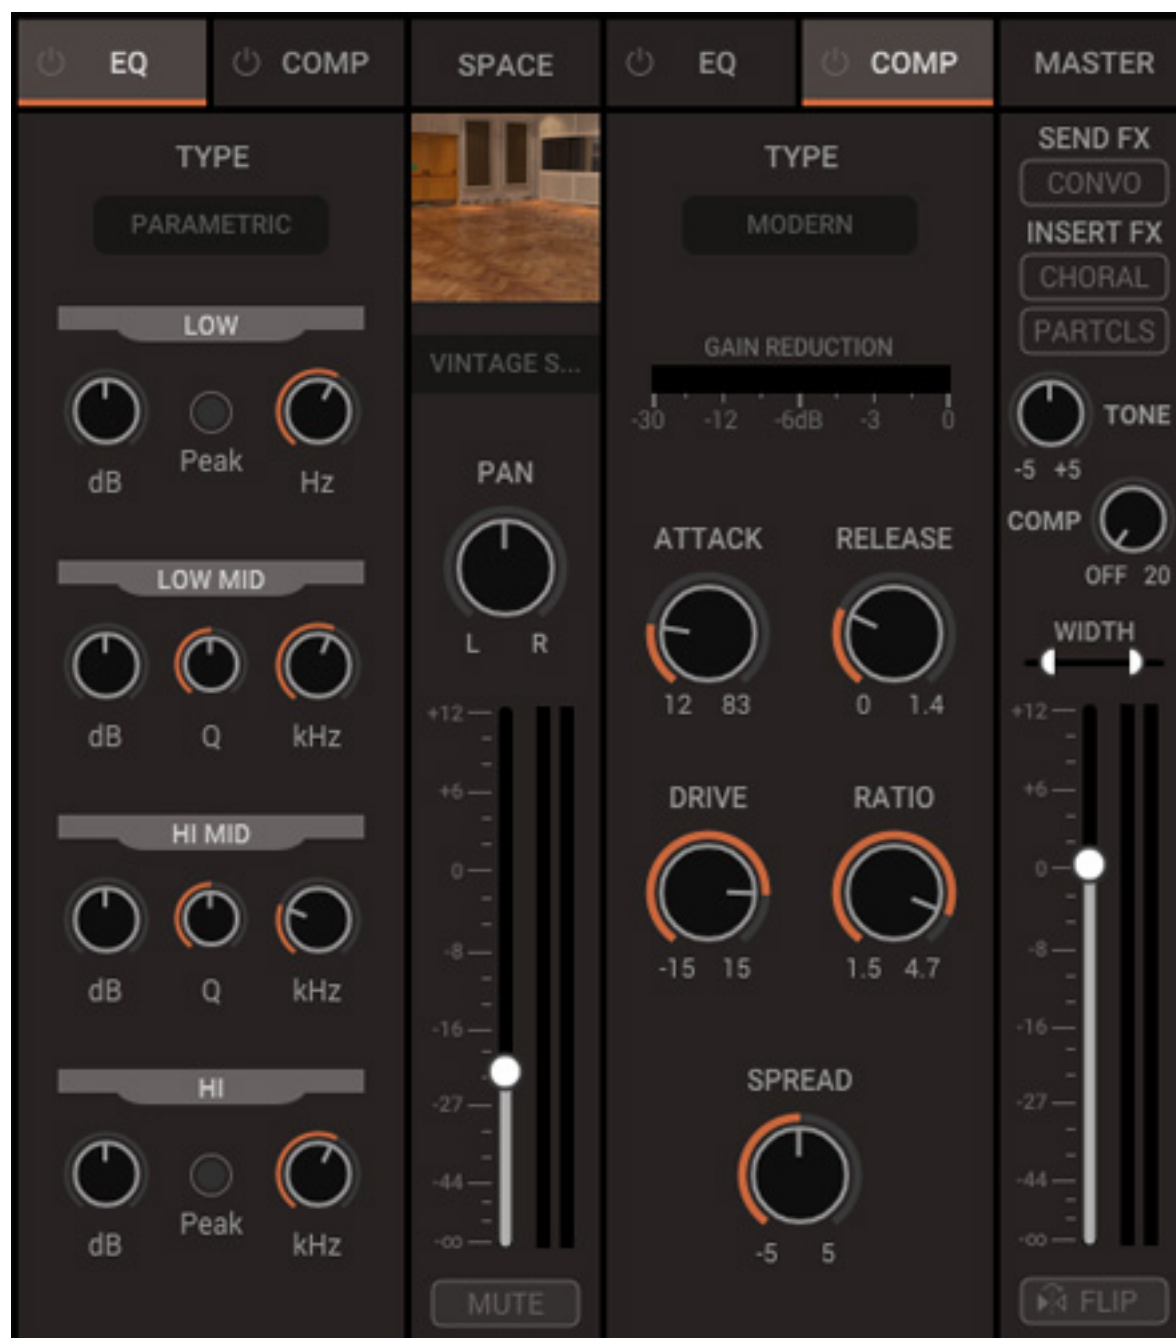 EQ COMP SPACE EQ COMP MASTER
TYPE
PARAMETRIC
LOW
dB Peak Hz
LOW MID
dB Q kHz
HI MID
dB Q kHz
HI
dB Peak kHz
VINTAGE S...
PAN
L R
+12
+6
0
-8
-16
-27
-44
-∞
MUTE
TYPE
MODERN
GAIN REDUCTION
-30 -12 -6dB -3 0
ATTACK RELEASE
12 83 0 1.4
DRIVE RATIO
-15 15 1.5 4.7
SPREAD
-5 5
SEND FX
CONVO
INSERT FX
CHORAL
PARTCLS
TONE
-5 +5
COMP
OFF 20
WIDTH
+12
+6
0
-8
-16
-27
-44
-∞
FLIP